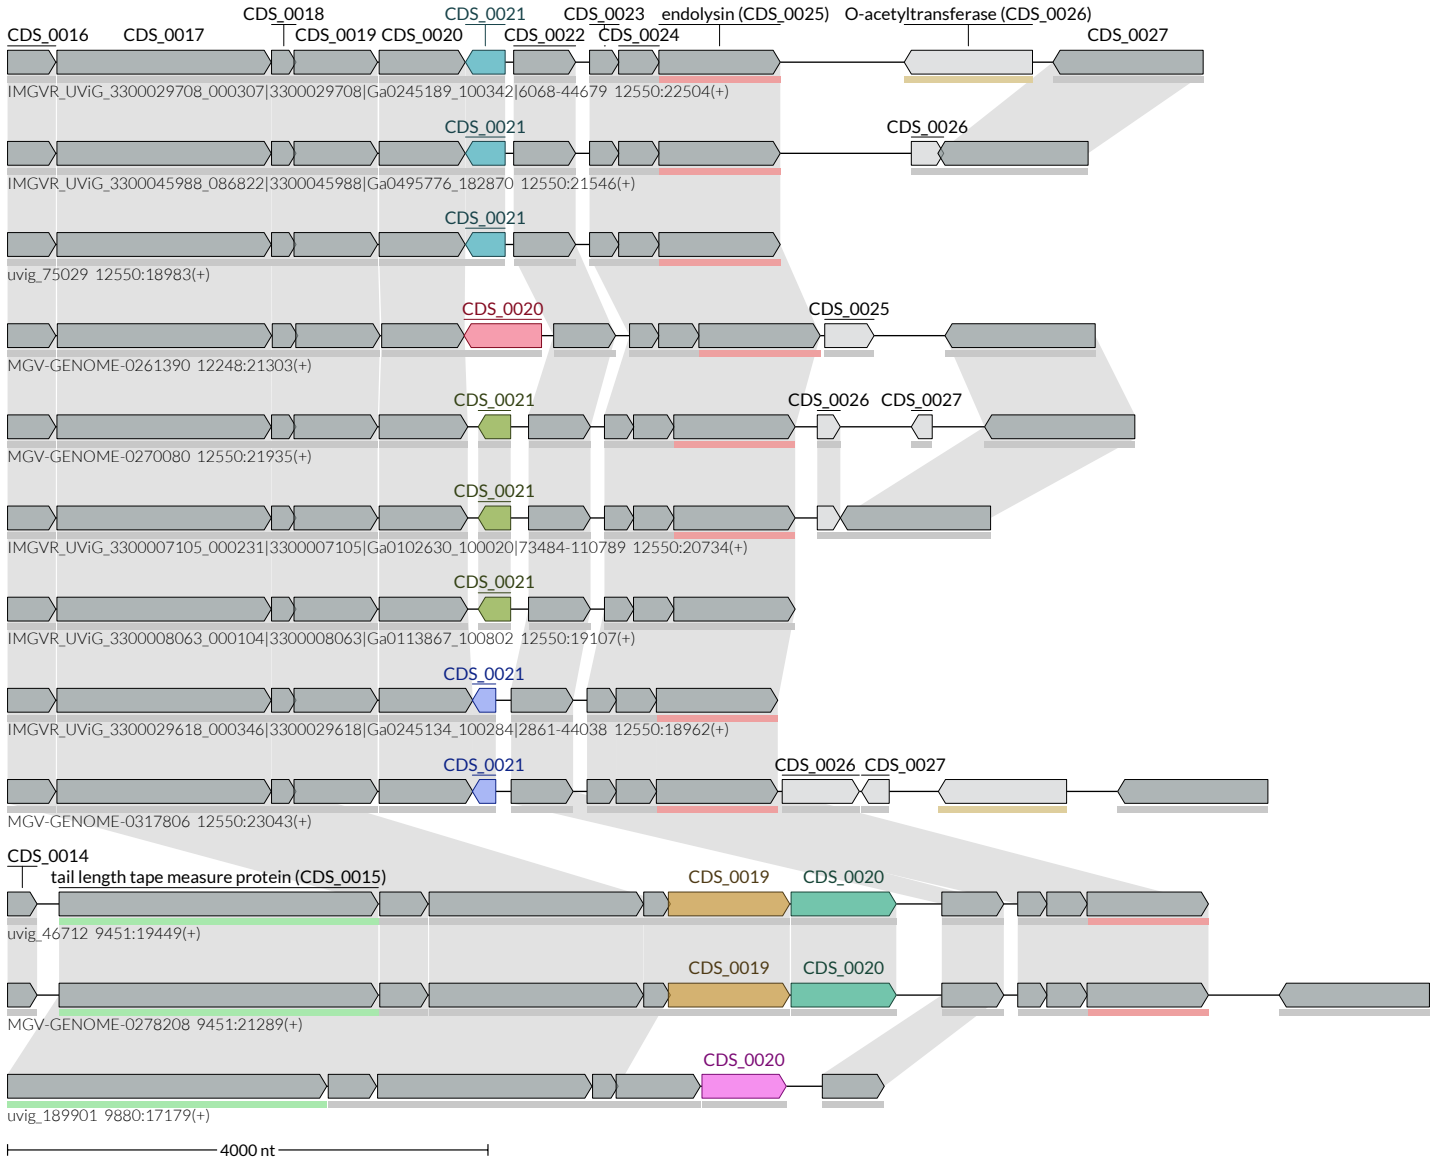 CDS_0018 CDS_0021 CDS_0023 endolysin (CDS_0025) O-acetyltransferase (CDS_0026)
CDS_0016 CDS_0017 CDS_0019 CDS_0020 CDS_0022 CDS_0024 CDS_0027
IMGVR_UViG_3300029708_000307|3300029708|Ga0245189_100342|6068-44679 12550:22504(+)
CDS_0021 CDS_0026
IMGVR_UViG_3300045988_086822|3300045988|Ga0495776_182870 12550:21546(+)
CDS_0021
uvig_75029 12550:18983(+)
CDS_0020 CDS_0025
MGV-GENOME-0261390 12248:21303(+)
CDS_0021 CDS_0026 CDS_0027
MGV-GENOME-0270080 12550:21935(+)
CDS_0021
IMGVR_UViG_3300007105_000231|3300007105|Ga0102630_100020|73484-110789 12550:20734(+)
CDS_0021
IMGVR_UViG_3300008063_000104|3300008063|Ga0113867_100802 12550:19107(+)
CDS_0021
IMGVR_UViG_3300029618_000346|3300029618|Ga0245134_100284|2861-44038 12550:18962(+)
CDS_0021 CDS_0026 CDS_0027
MGV-GENOME-0317806 12550:23043(+)
CDS_0014
tail length tape measure protein (CDS_0015) CDS_0019 CDS_0020
uvig_46712 9451:19449(+)
CDS_0019 CDS_0020
MGV-GENOME-0278208 9451:21289(+)
CDS_0020
uvig_189901 9880:17179(+)
4000 nt